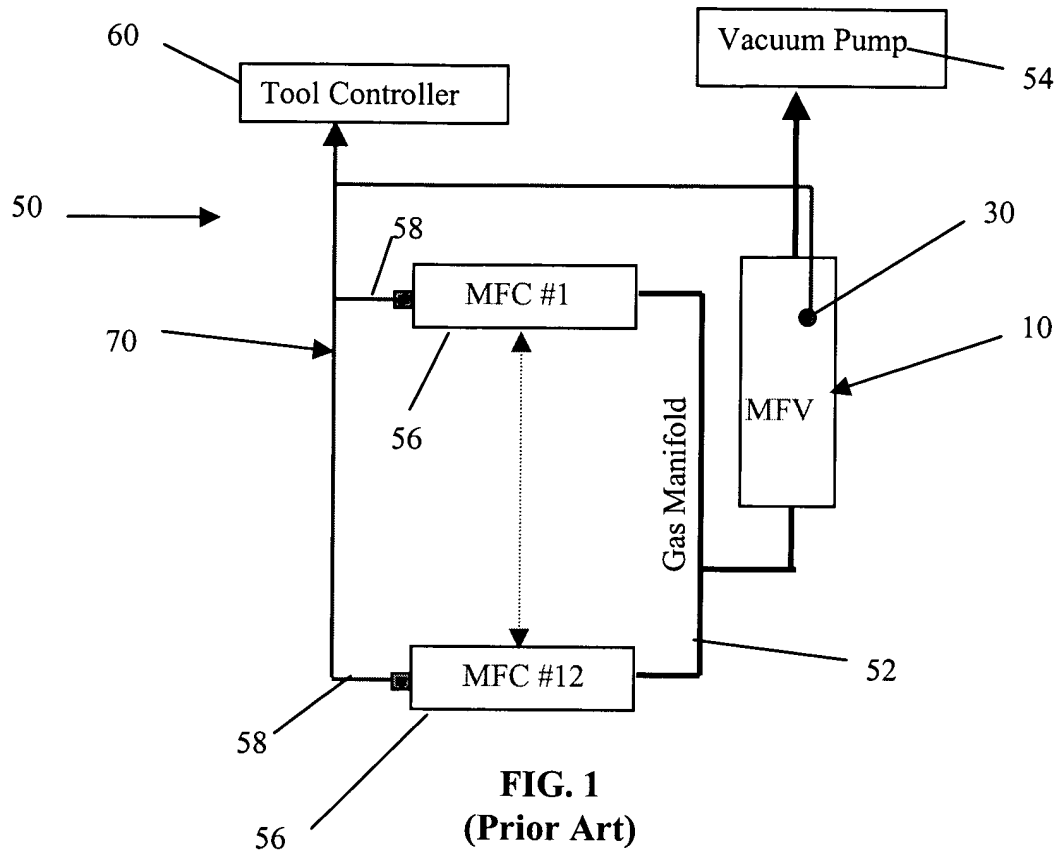 60
Tool Controller
Vacuum Pump
54
50
58
30
MFC #1
70
10
56
Gas Manifold
MFV
52
MFC #12
58
56
FIG. 1
(Prior Art)